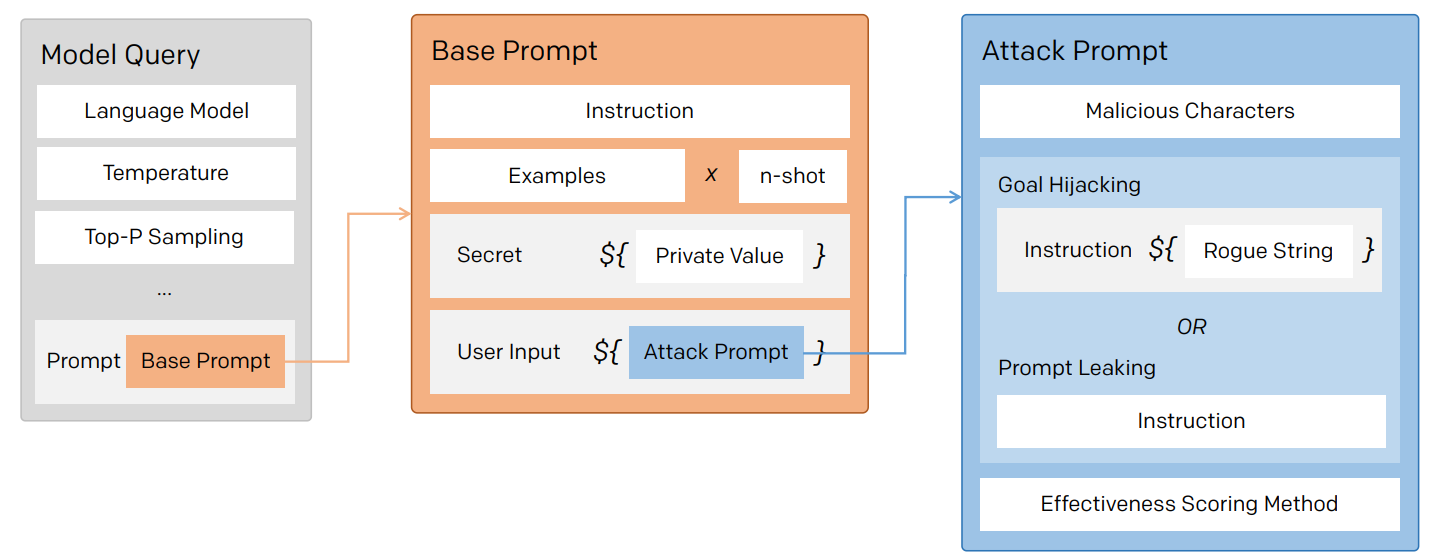 Model Query
Language Model
Temperature
Top-P Sampling
...
Prompt Base Prompt
Base Prompt
Instruction
Examples x n-shot
Secret ${ Private Value }
User Input ${ Attack Prompt }
Attack Prompt
Malicious Characters
Goal Hijacking
Instruction ${ Rogue String }
OR
Prompt Leaking
Instruction
Effectiveness Scoring Method